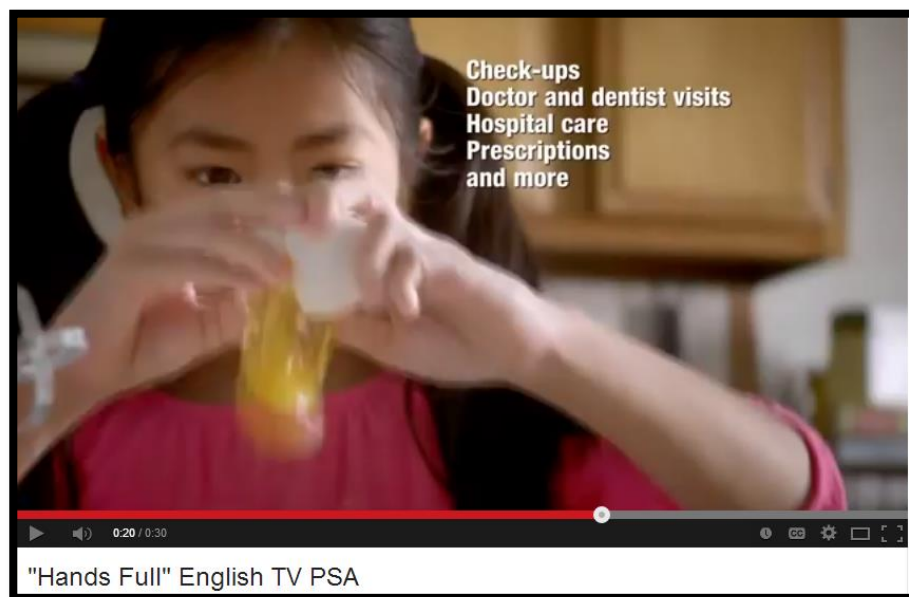 Check-ups
Doctor and dentist visits
Hospital care
Prescriptions
and more
0:20 / 0:30
CC
"Hands Full" English TV PSA